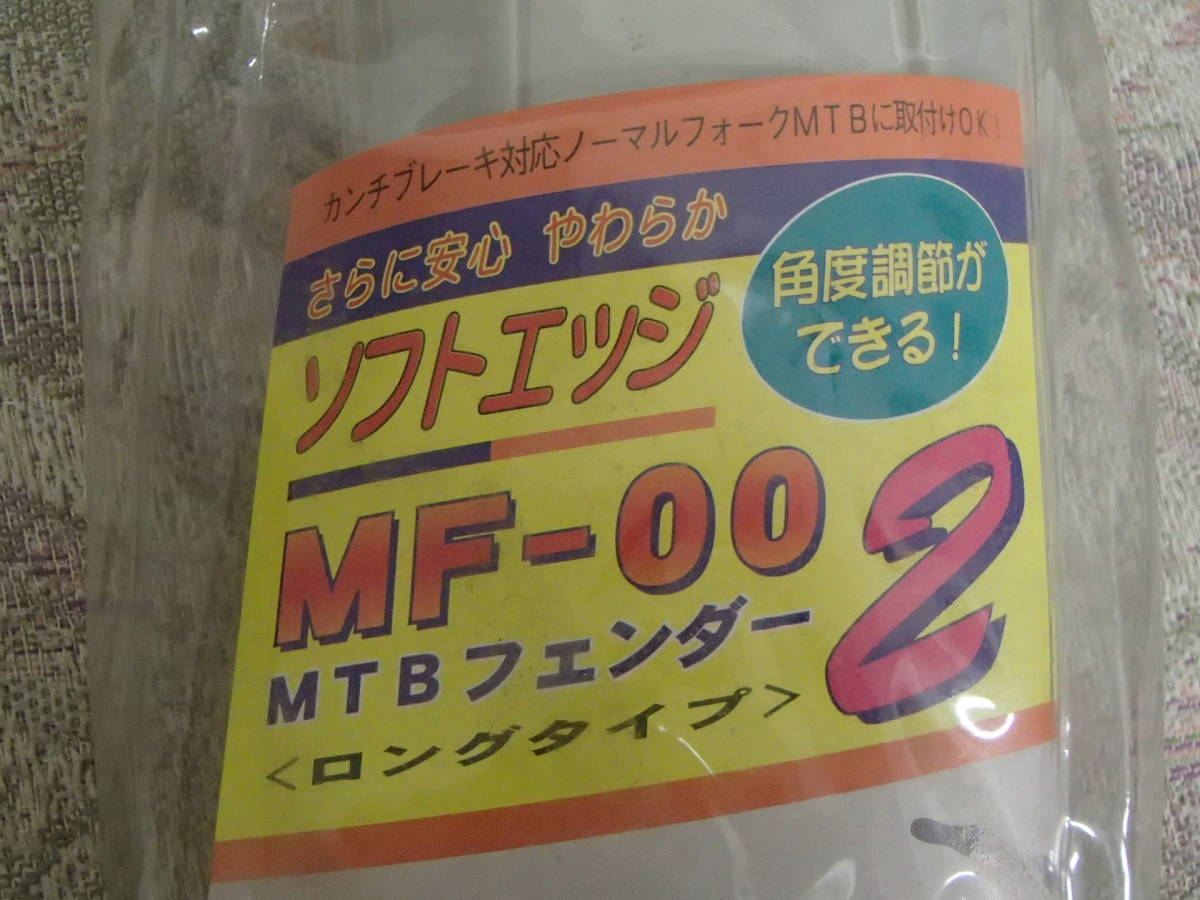 カンチブレーキ対応ノーマルフォークMTBに取付けOK!
さらに安心 やわらか
角度調節が
できる!
ソフトエッジ
MF-002
MTBフェンダー
<ロングタイプ>